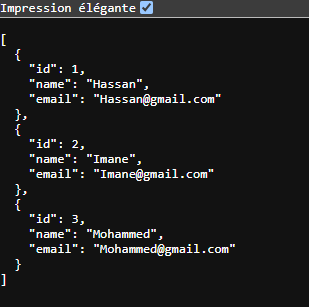 Impression élégante
[
  {
    "id": 1,
    "name": "Hassan",
    "email": "Hassan@gmail.com"
  },
  {
    "id": 2,
    "name": "Imane",
    "email": "Imane@gmail.com"
  },
  {
    "id": 3,
    "name": "Mohammed",
    "email": "Mohammed@gmail.com"
  }
]